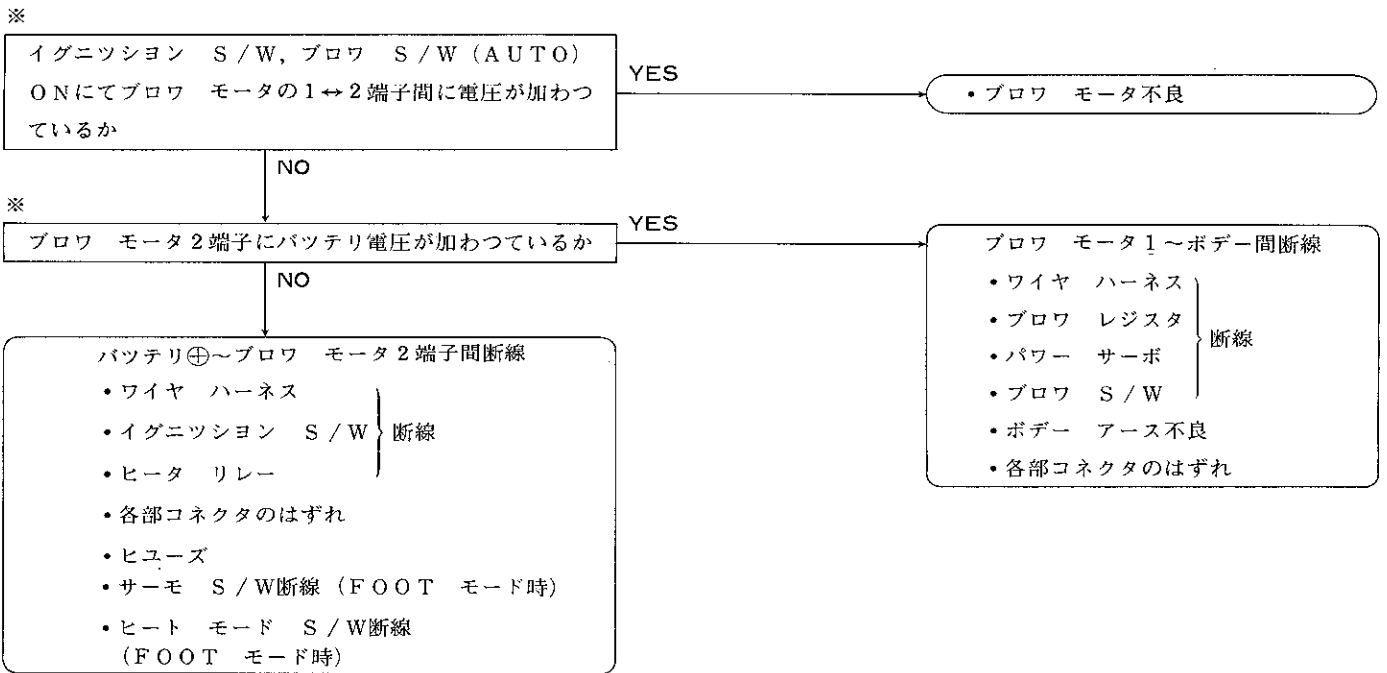 ※
イグニツシヨン S/W, ブロワ S/W (AUTO)
ONにてブロワ モータの1↔2端子間に電圧が加わつ
ているか
YES
・ブロワ モータ不良
NO
※
ブロワ モータ2端子にバツテリ電圧が加わつているか
YES
ブロワ モータ1~ボデー間断線
・ワイヤ ハーネス
・ブロワ レジスタ
・パワー サーボ
・ブロワ S/W
断線
・ボデー アース不良
・各部コネクタのはずれ
NO
バツテリ⊕~ブロワ モータ2端子間断線
・ワイヤ ハーネス
・イグニツシヨン S/W
・ヒータ リレー
断線
・各部コネクタのはずれ
・ヒユーズ
・サーモ S/W断線 (FOOT モード時)
・ヒート モード S/W断線
(FOOT モード時)